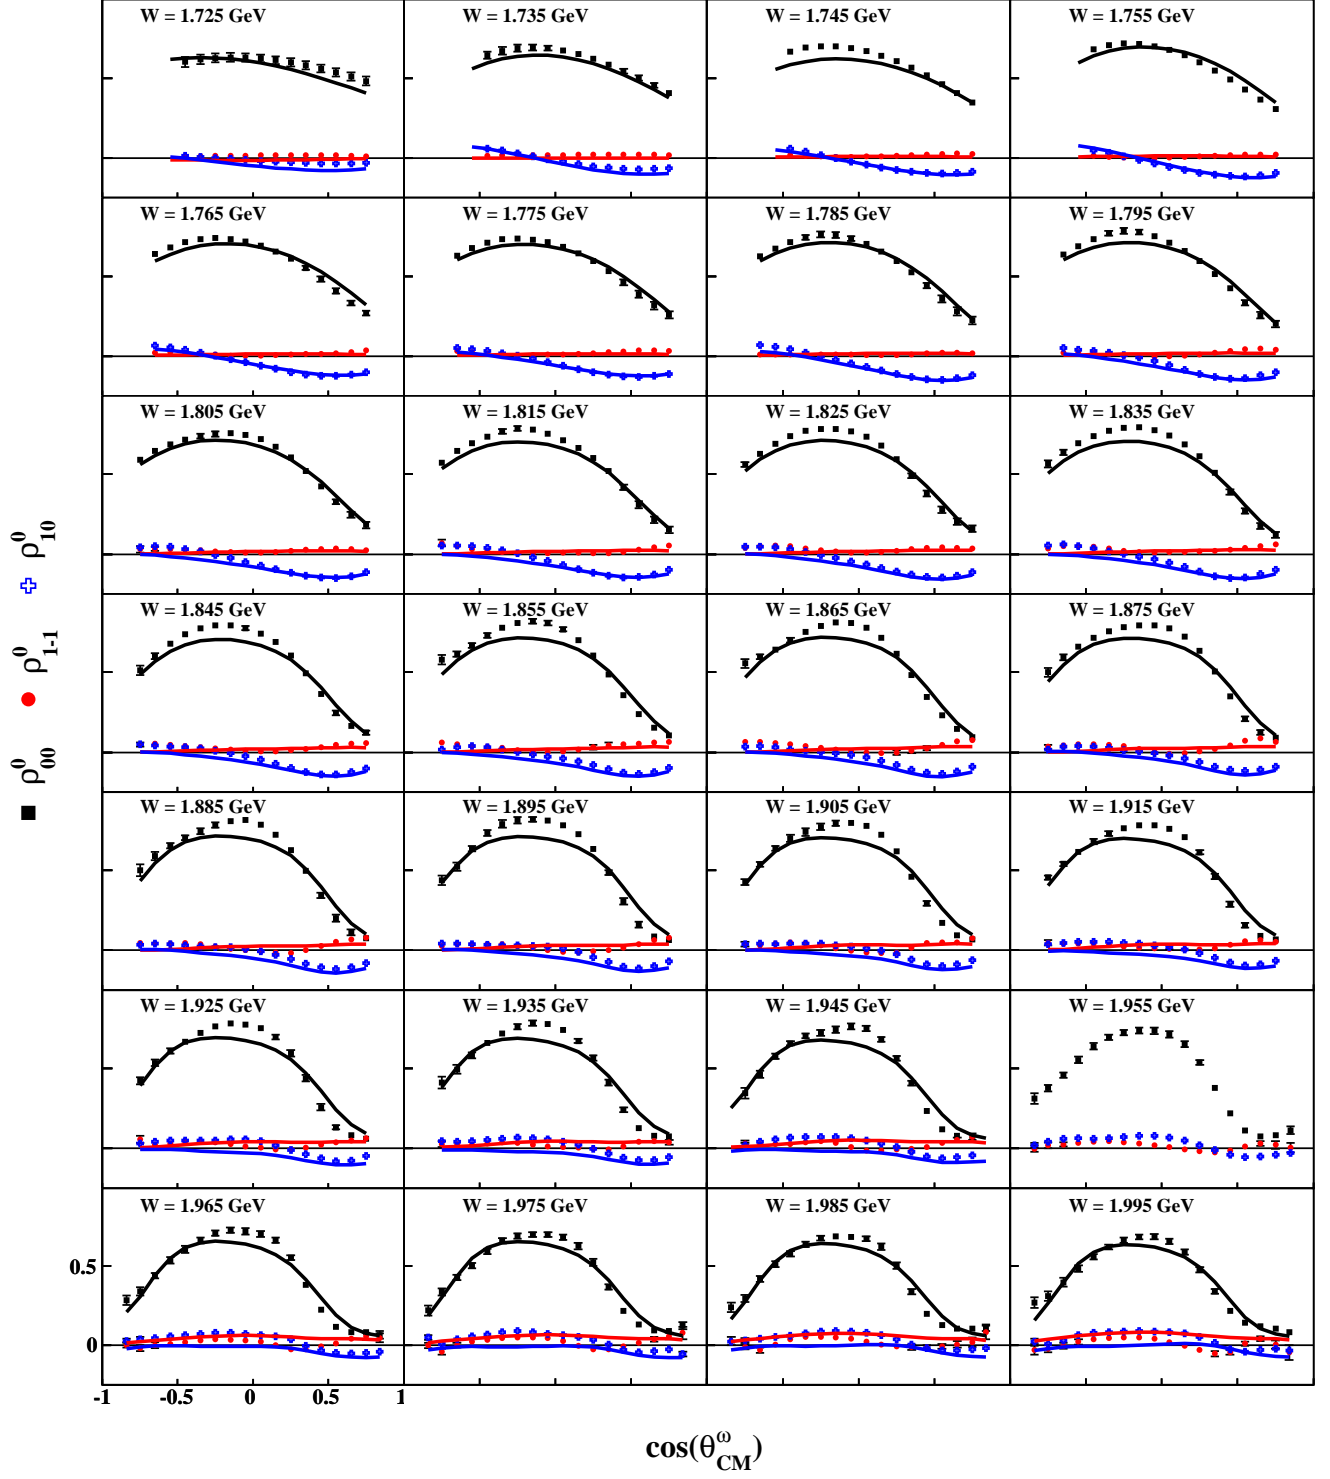 W = 1.725 GeV
W = 1.735 GeV
W = 1.745 GeV
W = 1.755 GeV
W = 1.765 GeV
W = 1.775 GeV
W = 1.785 GeV
W = 1.795 GeV
W = 1.805 GeV
W = 1.815 GeV
W = 1.825 GeV
W = 1.835 GeV
W = 1.845 GeV
W = 1.855 GeV
W = 1.865 GeV
W = 1.875 GeV
W = 1.885 GeV
W = 1.895 GeV
W = 1.905 GeV
W = 1.915 GeV
W = 1.925 GeV
W = 1.935 GeV
W = 1.945 GeV
W = 1.955 GeV
W = 1.965 GeV
W = 1.975 GeV
W = 1.985 GeV
W = 1.995 GeV
0.5
0
-1 -0.5 0 0.5 1
cos(θ^ω_CM)
■ ρ^0_00 ● ρ^0_1-1 ✚ ρ^0_10